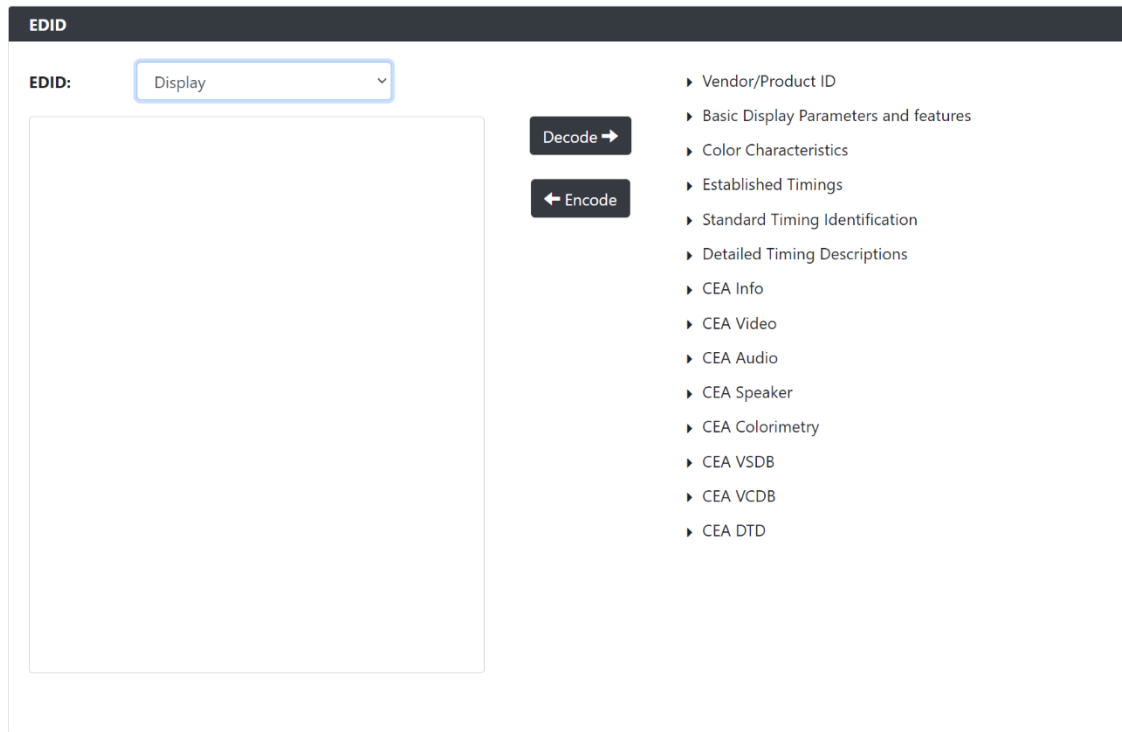 EDID
EDID:
Display
Decode
Encode
Vendor/Product ID
Basic Display Parameters and features
Color Characteristics
Established Timings
Standard Timing Identification
Detailed Timing Descriptions
CEA Info
CEA Video
CEA Audio
CEA Speaker
CEA Colorimetry
CEA VSDB
CEA VCDB
CEA DTD